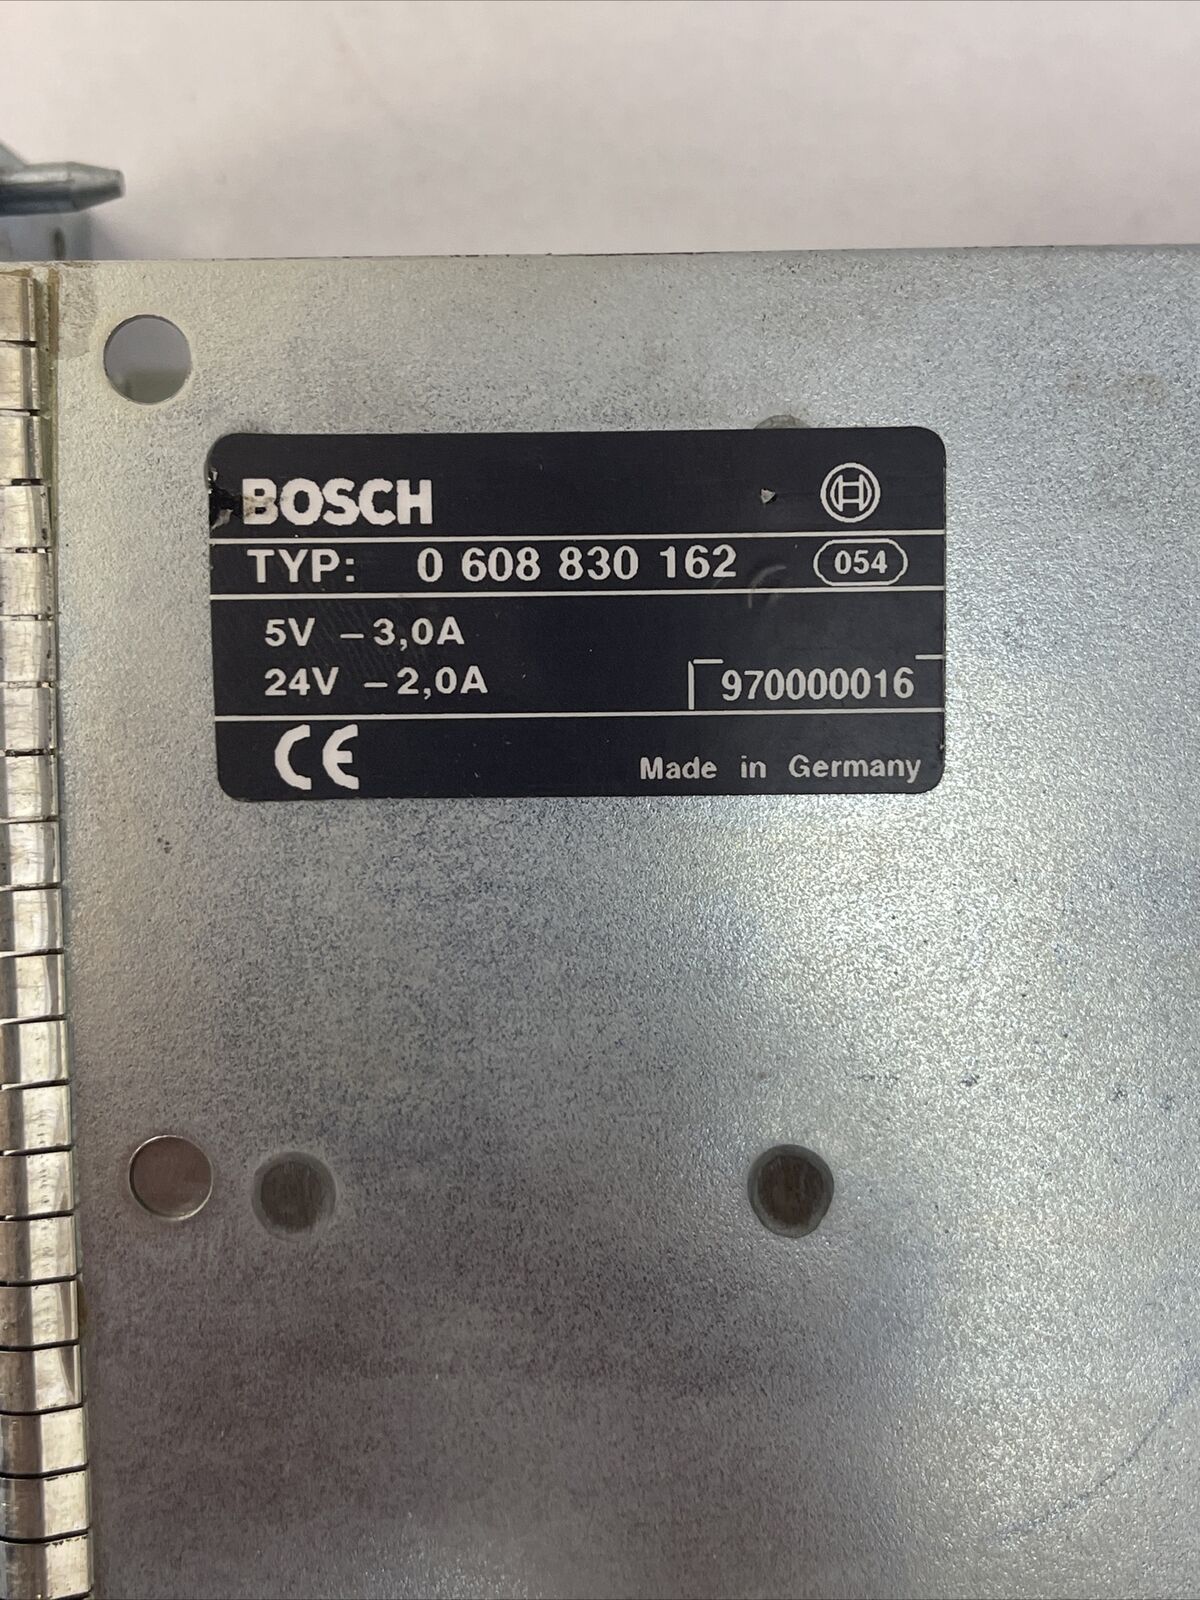 BOSCH
TYP: 0 608 830 162 054
5V – 3,0A
24V – 2,0A
970000016
CE
Made in Germany